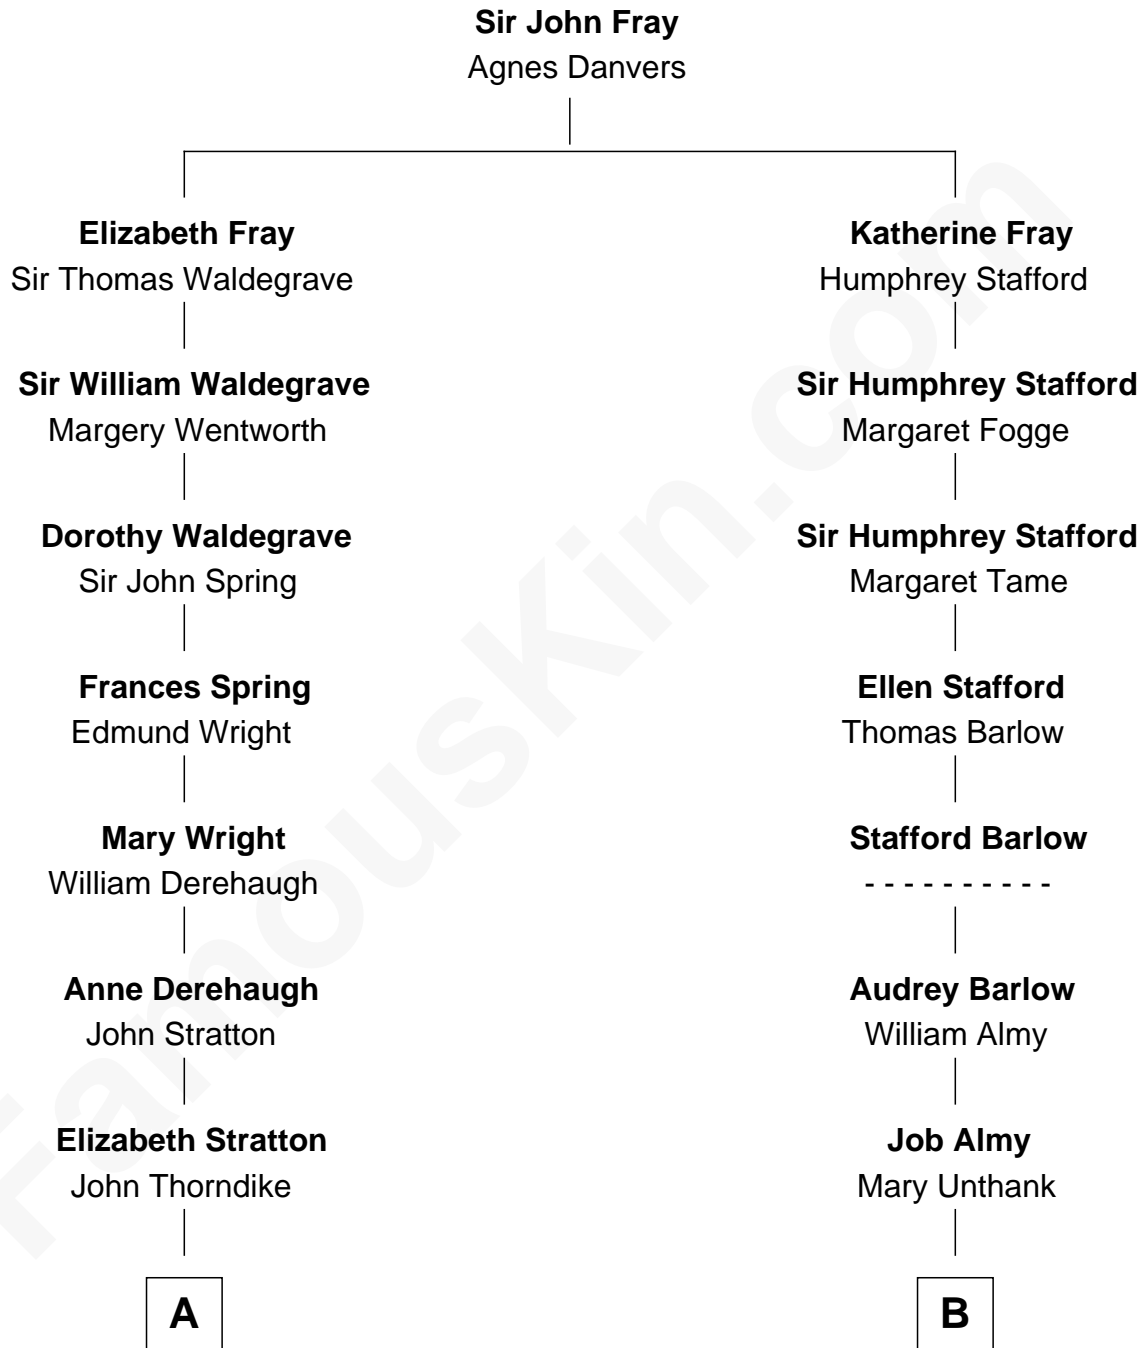 Sir John Fray
Agnes Danvers
Elizabeth Fray
Sir Thomas Waldegrave
Katherine Fray
Humphrey Stafford
Sir William Waldegrave
Margery Wentworth
Sir Humphrey Stafford
Margaret Fogge
Dorothy Waldegrave
Sir John Spring
Sir Humphrey Stafford
Margaret Tame
Frances Spring
Edmund Wright
Ellen Stafford
Thomas Barlow
Mary Wright
William Derehaugh
Stafford Barlow
- - - - - - - - - -
Anne Derehaugh
John Stratton
Audrey Barlow
William Almy
Elizabeth Stratton
John Thorndike
Job Almy
Mary Unthank
A
B
FamousKin.com